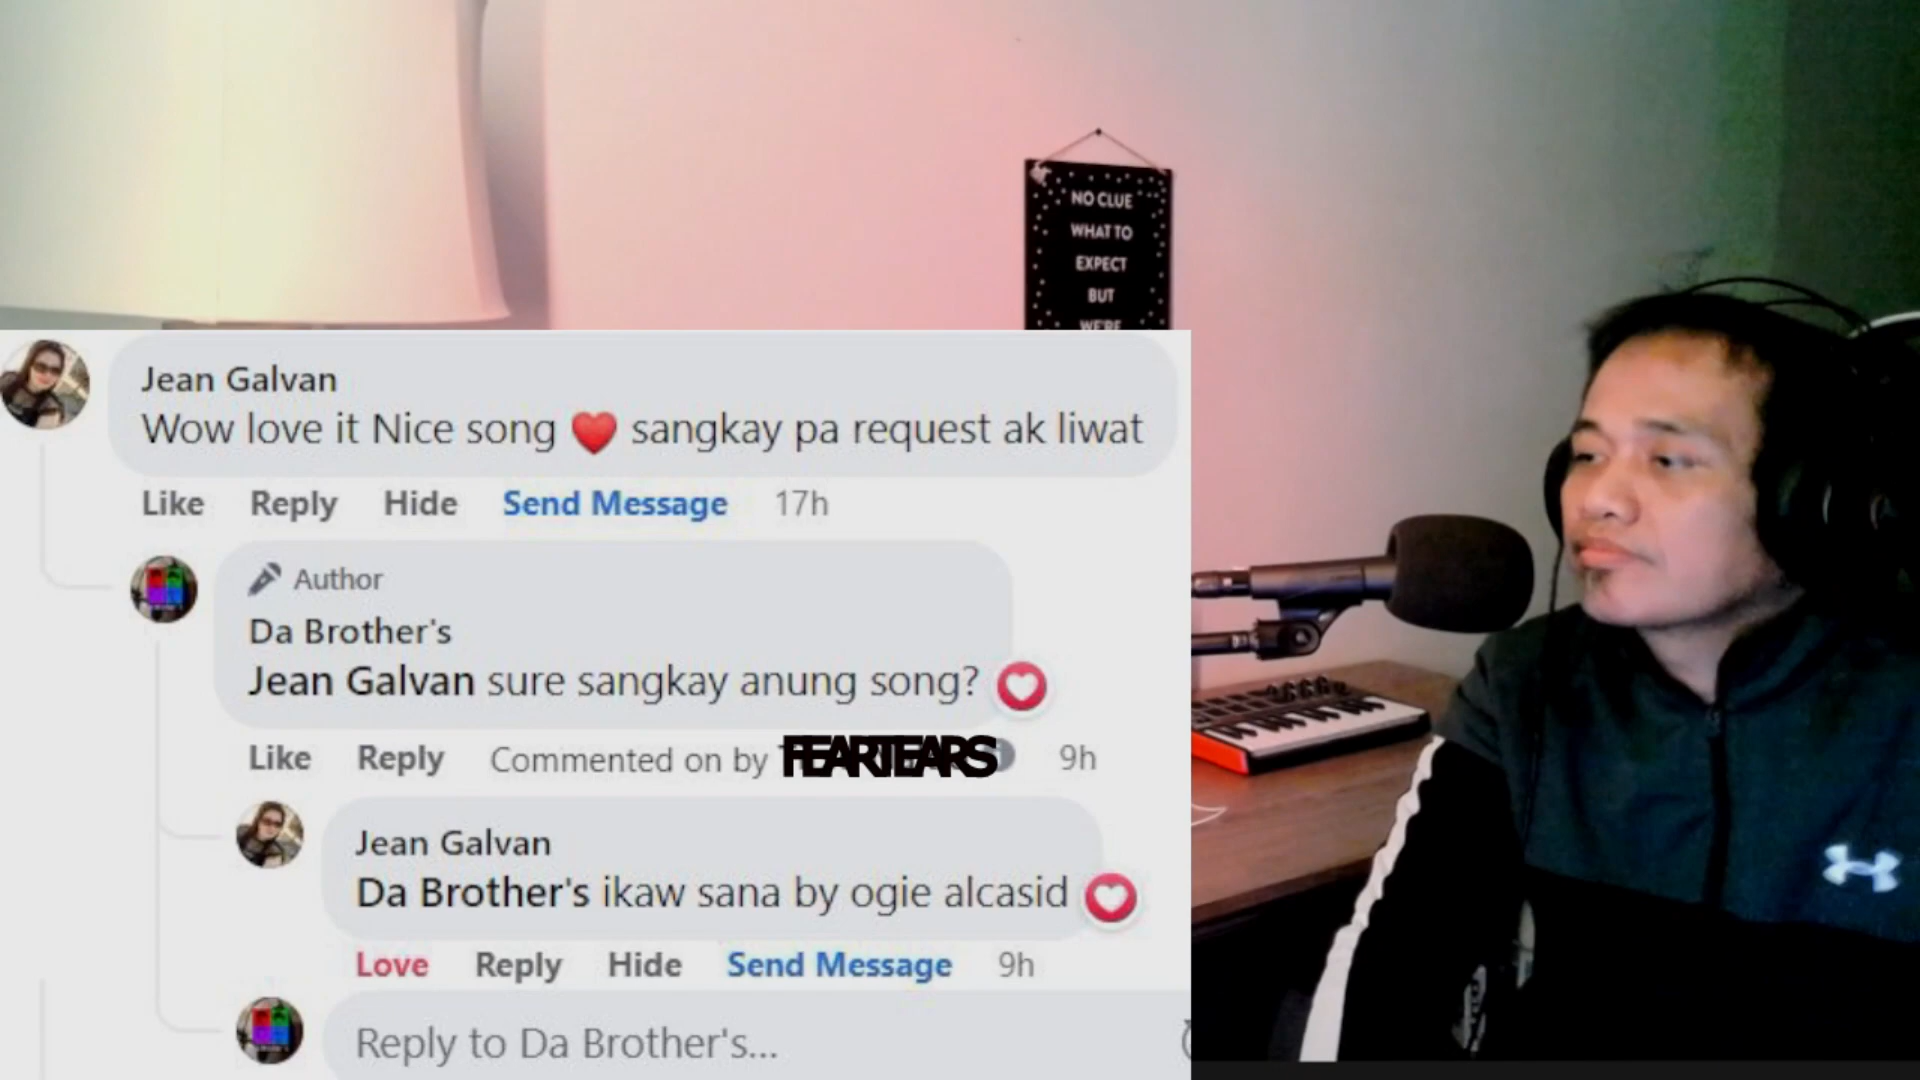 NO CLUE
WHAT TO
EXPECT
BUT
WE'RE
Jean Galvan
Wow love it Nice song ❤️ sangkay pa request ak liwat
Like Reply Hide Send Message 17h
Author
Da Brother's
Jean Galvan sure sangkay anung song?
Like Reply Commented on by FEARTEARS 9h
Jean Galvan
Da Brother's ikaw sana by ogie alcasid
Love Reply Hide Send Message 9h
Reply to Da Brother's...